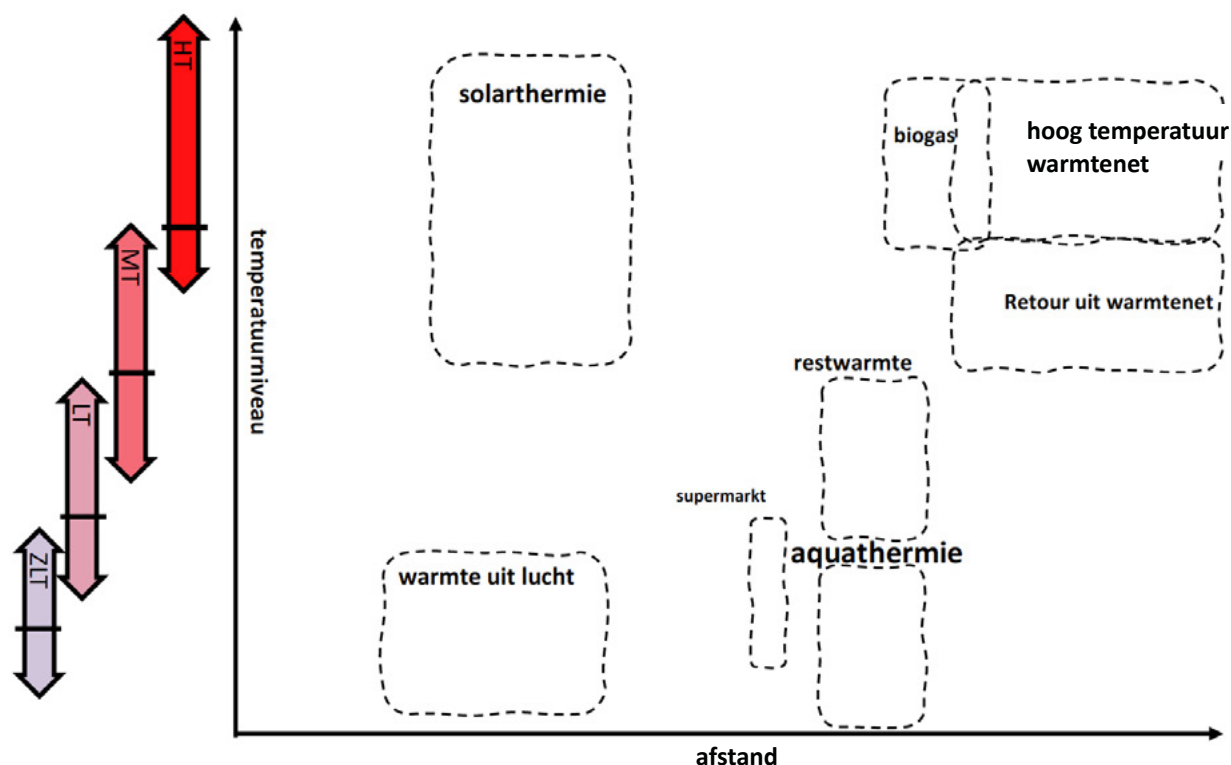 HT
solarthermie
biogas
hoog temperatuur
warmtenet
MT
temperatuurniveau
Retour uit warmtenet
restwarmte
LT
supermarkt
aquathermie
ZLT
warmte uit lucht
afstand